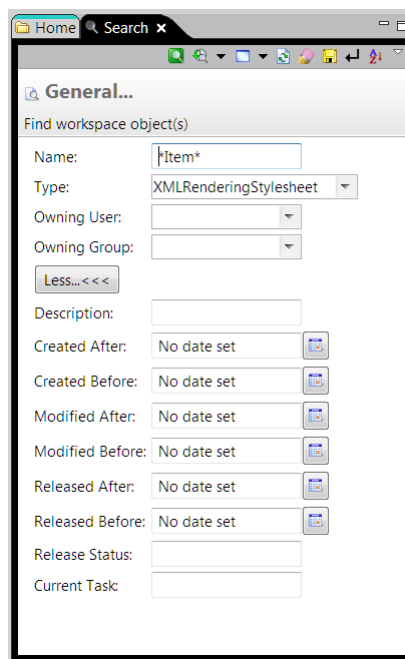 Home Search
General...
Find workspace object(s)
Name: *Item*
Type: XMLRenderingStylesheet
Owning User:
Owning Group:
Less...<<<
Description:
Created After: No date set
Created Before: No date set
Modified After: No date set
Modified Before: No date set
Released After: No date set
Released Before: No date set
Release Status:
Current Task: